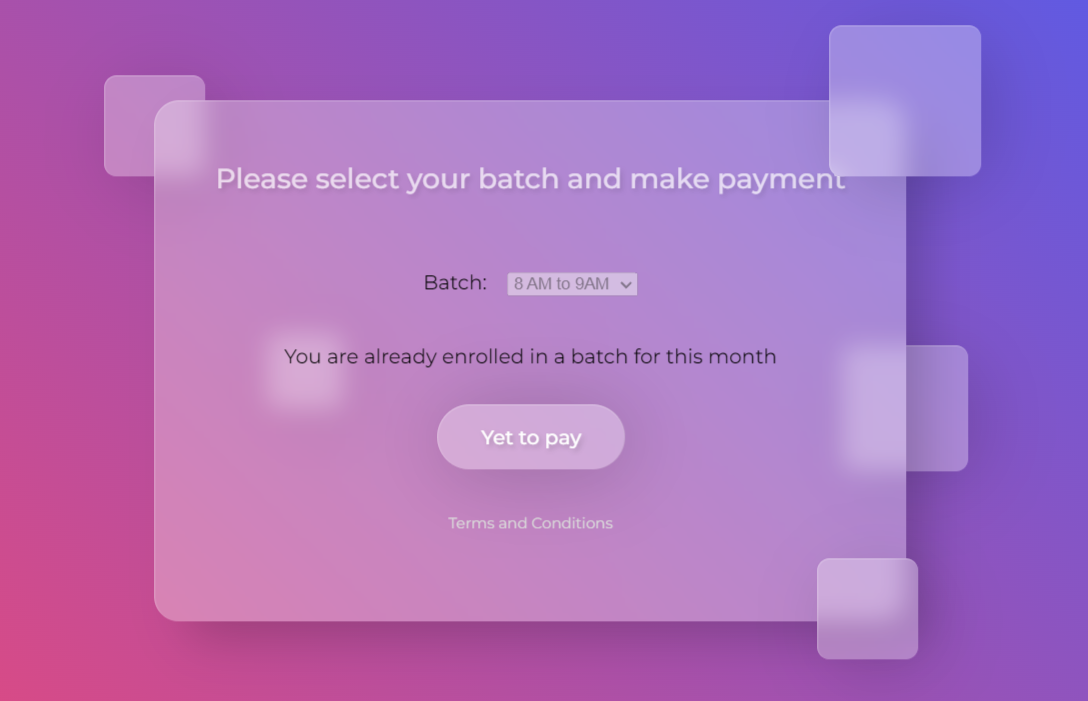 Please select your batch and make payment
Batch: 8 AM to 9AM
You are already enrolled in a batch for this month
Yet to pay
Terms and Conditions